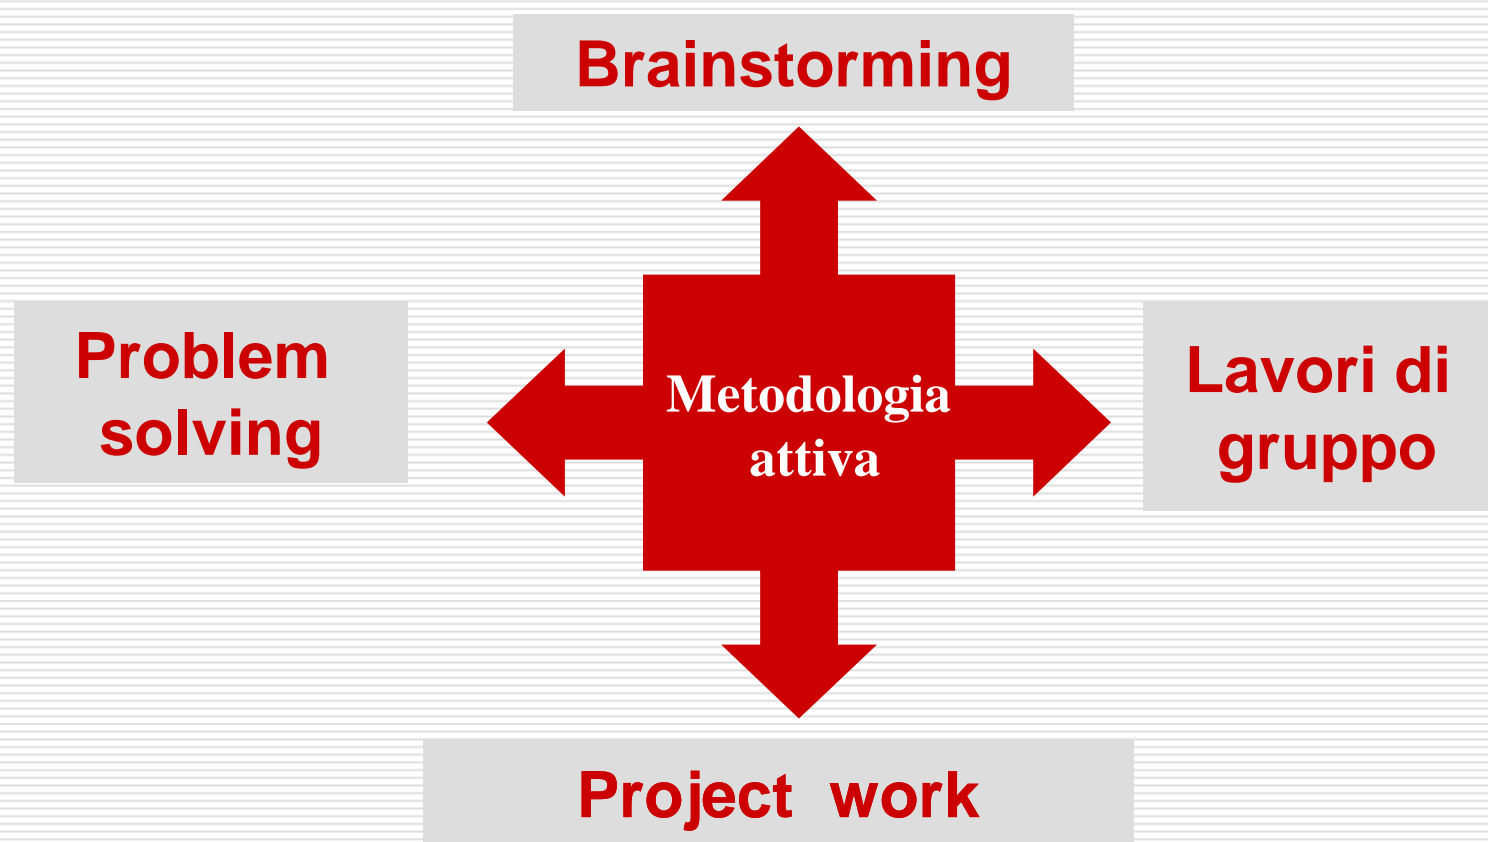 Brainstorming
Problem
solving
Metodologia
attiva
Lavori di
gruppo
Project work